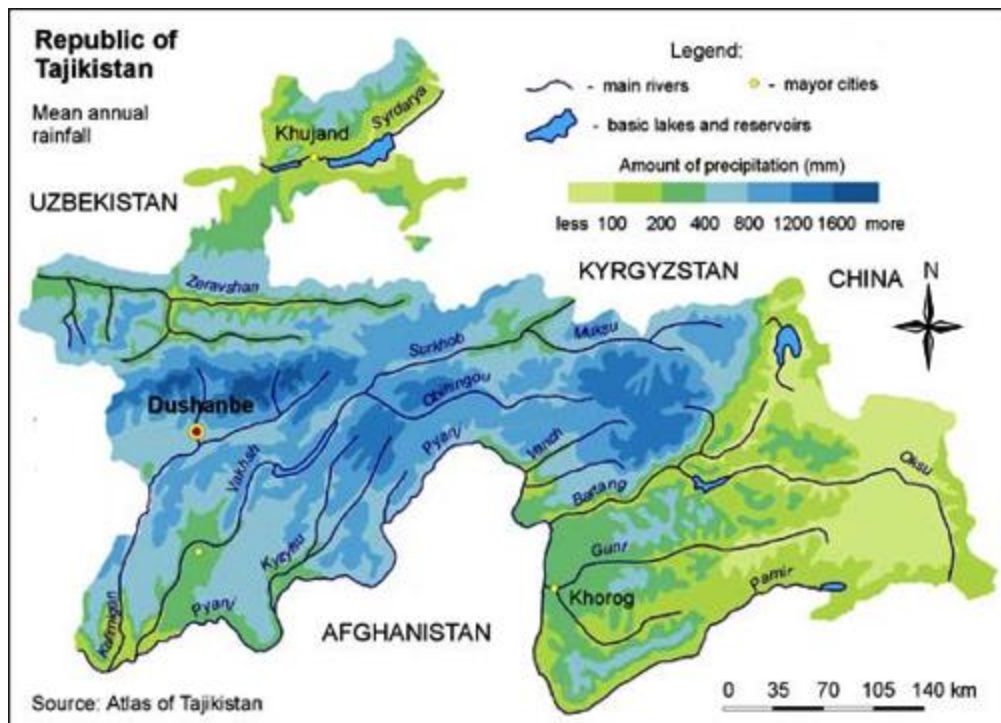 Republic of
Tajikistan
Mean annual
rainfall
Legend:
- main rivers
- mayor cities
- basic lakes and reservoirs
Amount of precipitation (mm)
less 100 200 400 800 1200 1600 more
Khujand
Syrdarya
UZBEKISTAN
KYRGYZSTAN
CHINA
N
Zeravshan
Surkhob
Muksu
Dushanbe
Obihingou
Vakhsh
Pyanj
Vanch
Bartang
Oksu
Kyzylsu
Gunt
Pamir
Khorog
Pyanj
Kafirnigan
AFGHANISTAN
Source: Atlas of Tajikistan
0 35 70 105 140 km